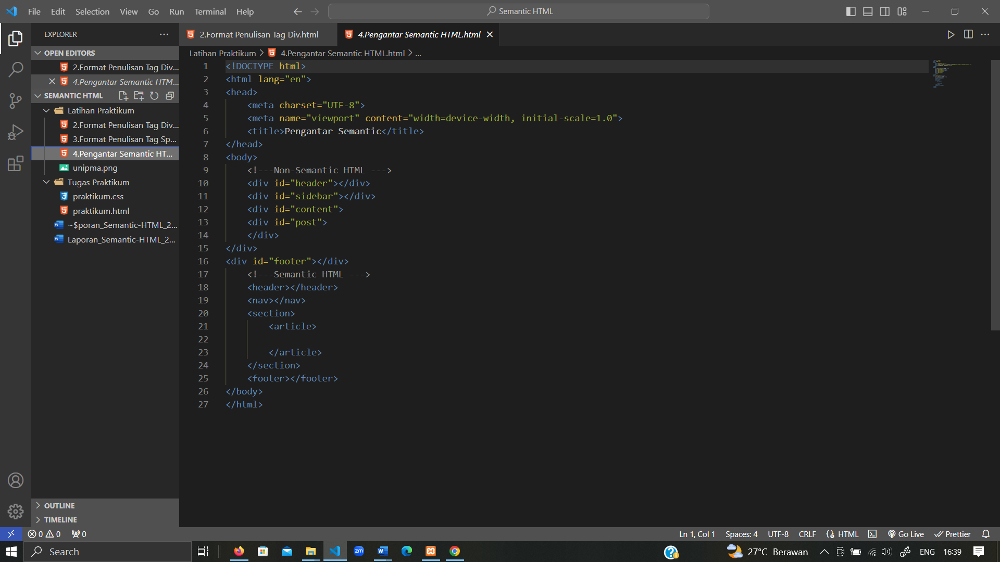 File Edit Selection View Go Run Terminal Help
Semantic HTML
EXPLORER
2.Format Penulisan Tag Div.html
4.Pengantar Semantic HTML.html
OPEN EDITORS
2.Format Penulisan Tag Div...
4.Pengantar Semantic HTM...
SEMANTIC HTML
Latihan Praktikum
2.Format Penulisan Tag Div...
3.Format Penulisan Tag Sp...
4.Pengantar Semantic HT...
unipma.png
Tugas Praktikum
praktikum.css
praktikum.html
~$poran_Semantic-HTML_2...
Laporan_Semantic-HTML_2...
OUTLINE
TIMELINE
Latihan Praktikum > 4.Pengantar Semantic HTML.html > ...
1 <!DOCTYPE html>
2 <html lang="en">
3 <head>
4 <meta charset="UTF-8">
5 <meta name="viewport" content="width=device-width, initial-scale=1.0">
6 <title>Pengantar Semantic</title>
7 </head>
8 <body>
9 <!---Non-Semantic HTML --->
10 <div id="header"></div>
11 <div id="sidebar"></div>
12 <div id="content">
13 <div id="post">
14 </div>
15 </div>
16 <div id="footer"></div>
17 <!---Semantic HTML --->
18 <header></header>
19 <nav></nav>
20 <section>
21 <article>
22
23 </article>
24 </section>
25 <footer></footer>
26 </body>
27 </html>
0 0 0
Ln 1, Col 1 Spaces: 4 UTF-8 CRLF HTML Go Live Prettier
Search
zm
27°C Berawan
ENG 16:39